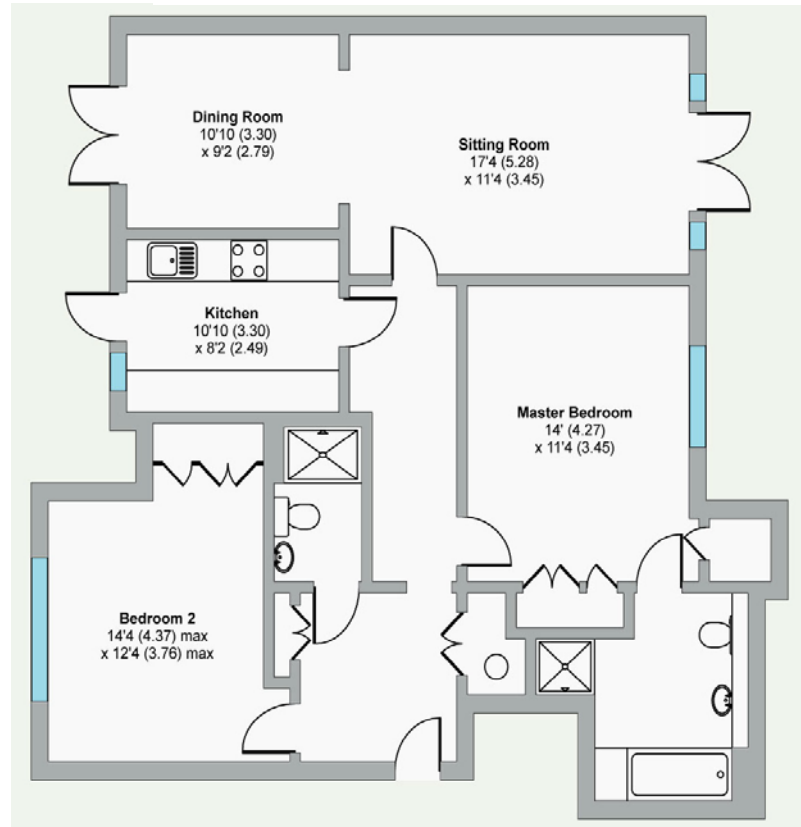 Dining Room
10'10 (3.30)
x 9'2 (2.79)
Sitting Room
17'4 (5.28)
x 11'4 (3.45)
Kitchen
10'10 (3.30)
x 8'2 (2.49)
Master Bedroom
14' (4.27)
x 11'4 (3.45)
Bedroom 2
14'4 (4.37) max
x 12'4 (3.76) max